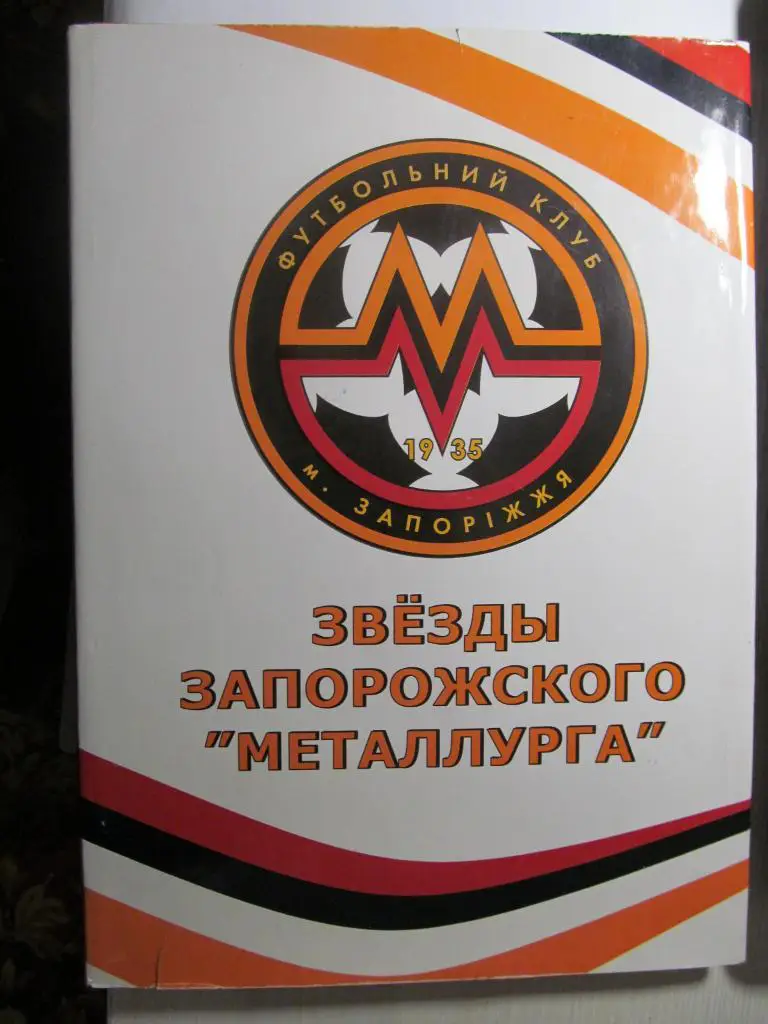 ФУТБОЛЬНИЙ КЛУБ
19 35
м. ЗАПОРІЖЖЯ
ЗВЁЗДЫ
ЗАПОРОЖСКОГО
"МЕТАЛЛУРГА"